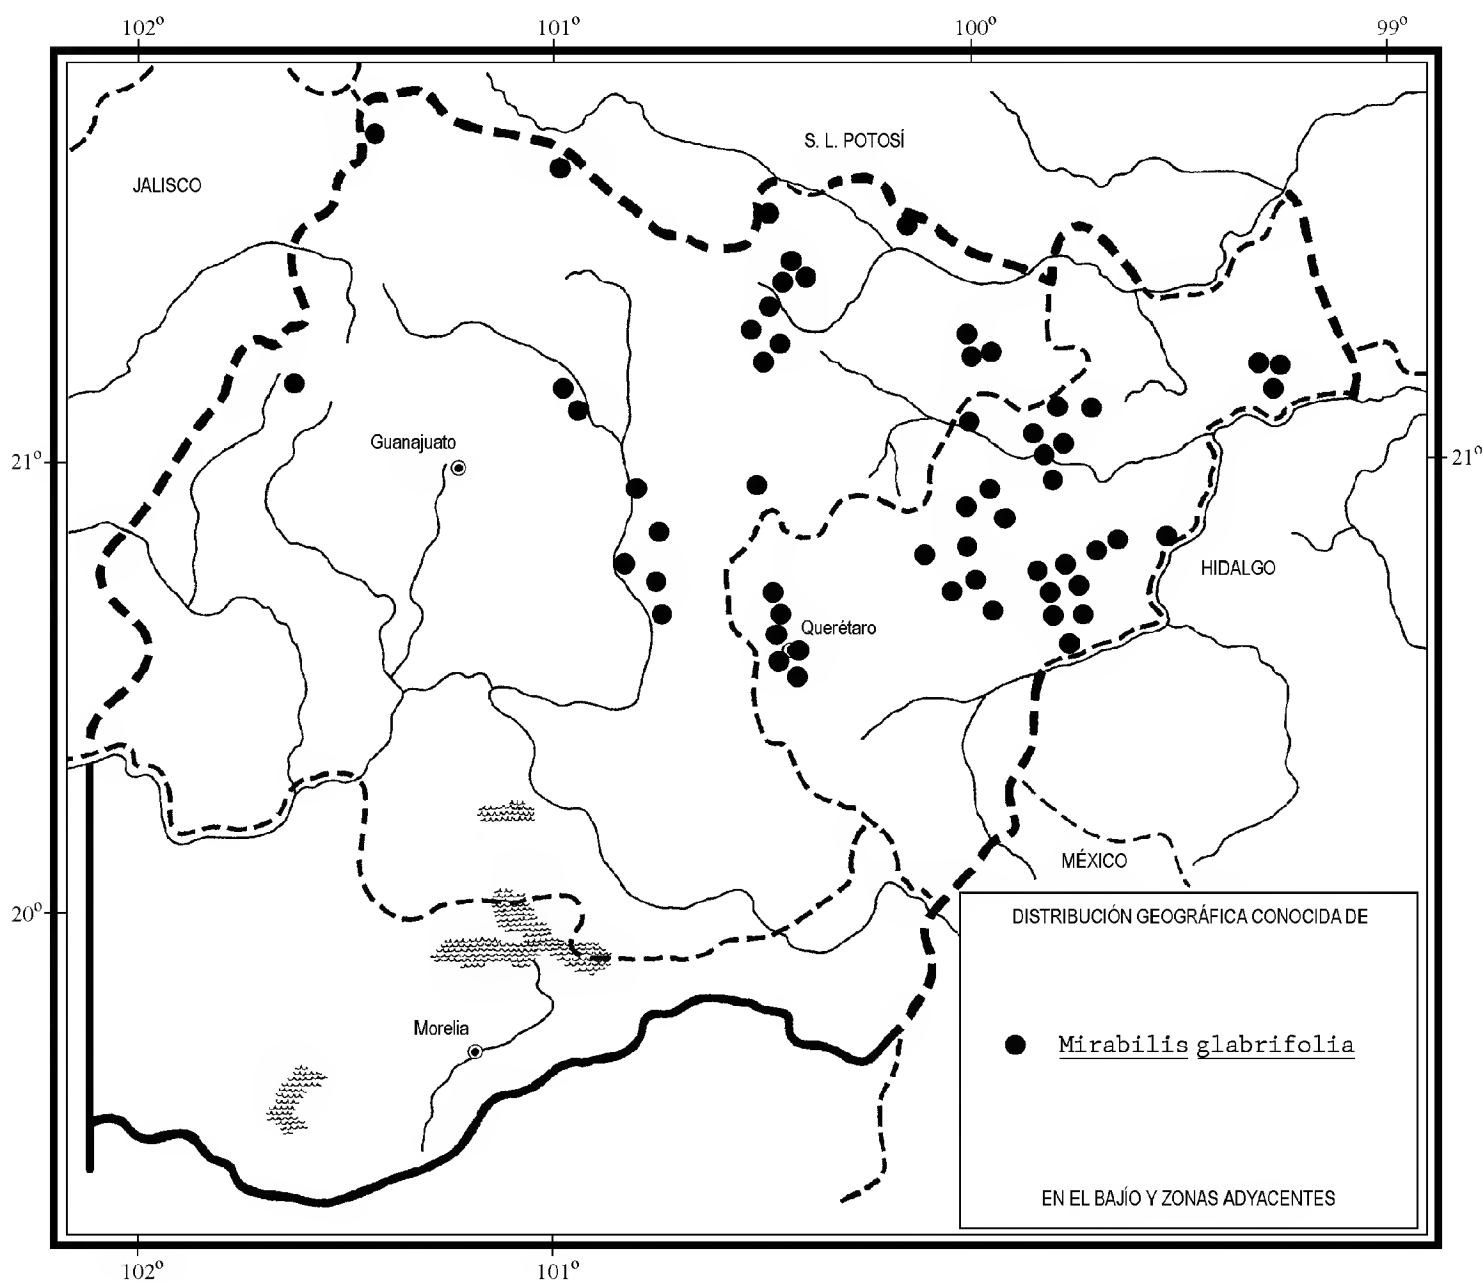 102º 101º 100º 99º
S. L. POTOSÍ
JALISCO
Guanajuato
21º 21º
HIDALGO
Querétaro
MÉXICO
20º
DISTRIBUCIÓN GEOGRÁFICA CONOCIDA DE
Morelia
Mirabilis glabrifolia
EN EL BAJÍO Y ZONAS ADYACENTES
102º 101º